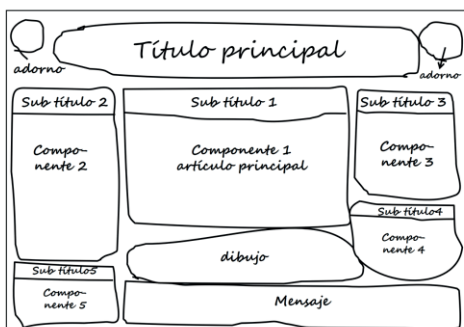 Título principal
adorno
adorno
Sub título 2
Compo-
nente 2
Sub título 1
Componente 1
artículo principal
Sub título 3
Compo-
nente 3
Sub título4
Compo-
nente 4
dibujo
Sub título5
Compo-
nente 5
Mensaje